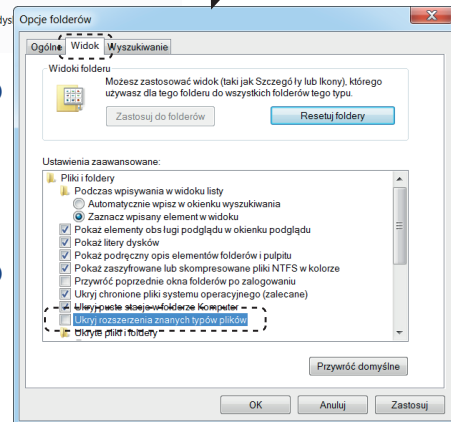 dysk
Opcje folderów
Ogólne Widok Wyszukiwanie
Widoki folderu
Możesz zastosować widok (taki jak Szczegóły lub Ikony), którego
używasz dla tego folderu do wszystkich folderów tego typu.
Zastosuj do folderów Resetuj foldery
Ustawienia zaawansowane:
Pliki i foldery
Podczas wpisywania w widoku listy
Automatycznie wpisz w okienku wyszukiwania
Zaznacz wpisany element w widoku
Pokaż elementy obsługi podglądu w okienku podglądu
Pokaż litery dysków
Pokaż podręczny opis elementów folderów i pulpitu
Pokaż zaszyfrowane lub skompresowane pliki NTFS w kolorze
Przywróć poprzednie okna folderów po zalogowaniu
Ukryj chronione pliki systemu operacyjnego (zalecane)
Ukryj puste stacje w folderze Komputer
Ukryj rozszerzenia znanych typów plików
Ukryte pliki i foldery
Przywróć domyślne
OK Anuluj Zastosuj